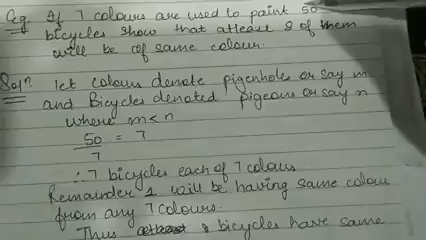 Eg If 7 colours are used to paint 50
bicycles show that atleast 8 of them
will be of same colour.
Solⁿ let colours denote pigenholes or say m
and Bicycles denoted pigeons or say n
where m<n
50/7 = 7
∴ 7 bicycles each of 7 colours
Remainder 1 will be having same colour
from any 7 colours.
Thus atleast 8 bicycles have same